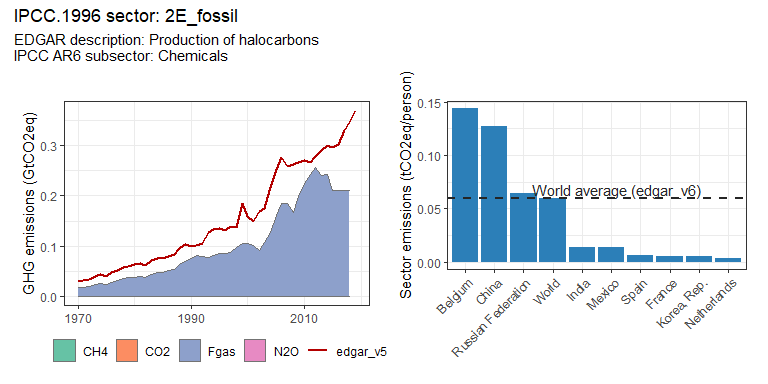 IPCC.1996 sector: 2E_fossil
EDGAR description: Production of halocarbons
IPCC AR6 subsector: Chemicals
GHG emissions (GtCO2eq)
0.3
0.2
0.1
0.0
1970
1990
2010
CH4
CO2
Fgas
N2O
edgar_v5
Sector emissions (tCO2eq/person)
0.15
0.10
0.05
0.00
World average (edgar_v6)
Belgium
China
Russian Federation
World
India
Mexico
Spain
France
Korea, Rep.
Netherlands